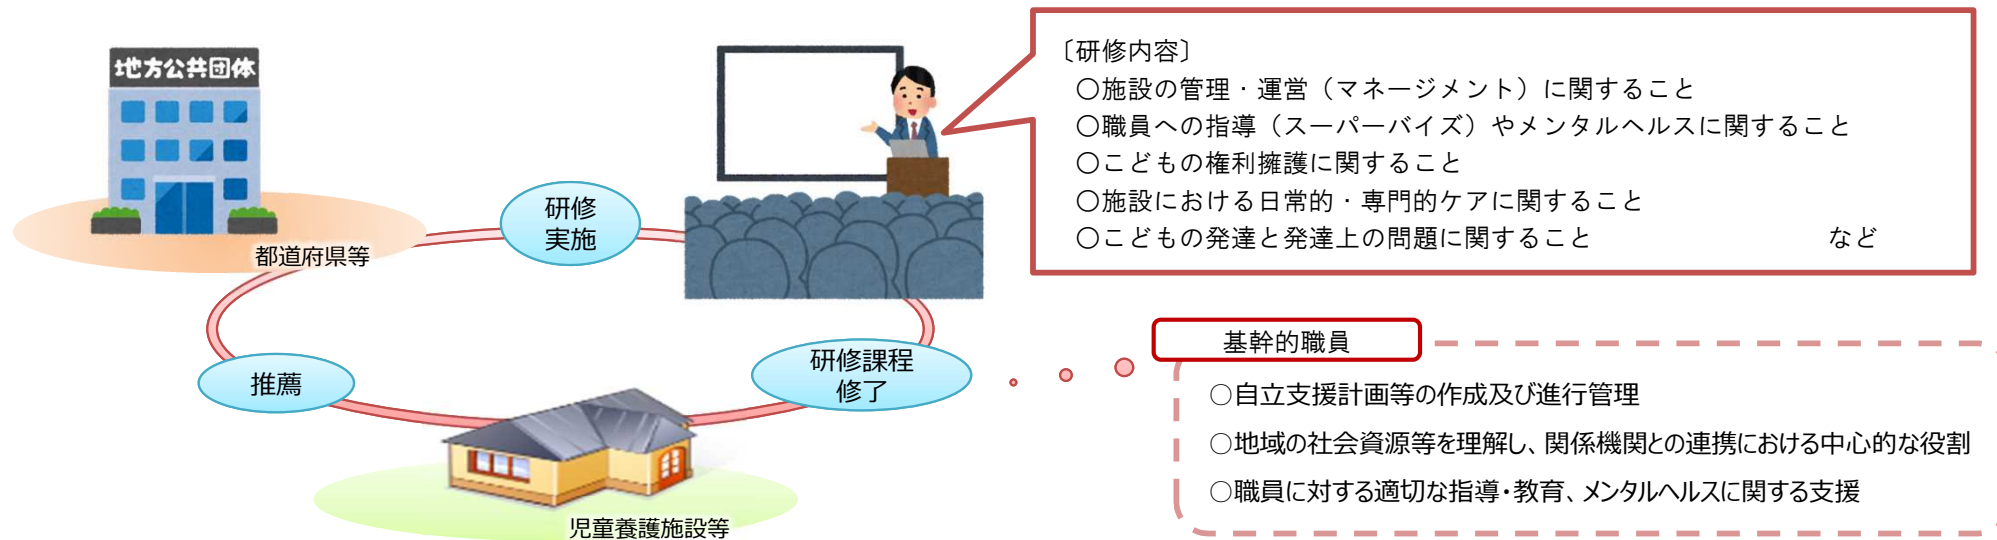 地方公共団体
都道府県等
研修
実施
〔研修内容〕
○施設の管理・運営（マネージメント）に関すること
○職員への指導（スーパーバイズ）やメンタルヘルスに関すること
○こどもの権利擁護に関すること
○施設における日常的・専門的ケアに関すること
○こどもの発達と発達上の問題に関すること　　など
推薦
研修課程
修了
児童養護施設等
基幹的職員
○自立支援計画等の作成及び進行管理
○地域の社会資源等を理解し、関係機関との連携における中心的な役割
○職員に対する適切な指導・教育、メンタルヘルスに関する支援